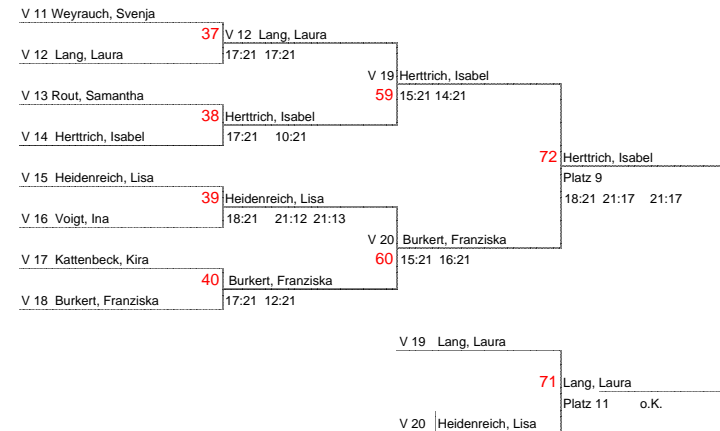 V 11 Weyrauch, Svenja
37 V 12 Lang, Laura
V 12 Lang, Laura 17:21 17:21
V 19 Herttrich, Isabel
V 13 Rout, Samantha 59 15:21 14:21
38 Herttrich, Isabel
V 14 Herttrich, Isabel 17:21 10:21
72 Herttrich, Isabel
V 15 Heidenreich, Lisa Platz 9
39 Heidenreich, Lisa 18:21 21:17 21:17
V 16 Voigt, Ina 18:21 21:12 21:13
V 20 Burkert, Franziska
V 17 Kattenbeck, Kira 60 15:21 16:21
40 Burkert, Franziska
V 18 Burkert, Franziska 17:21 12:21
V 19 Lang, Laura
71 Lang, Laura
Platz 11 o.K.
V 20 Heidenreich, Lisa